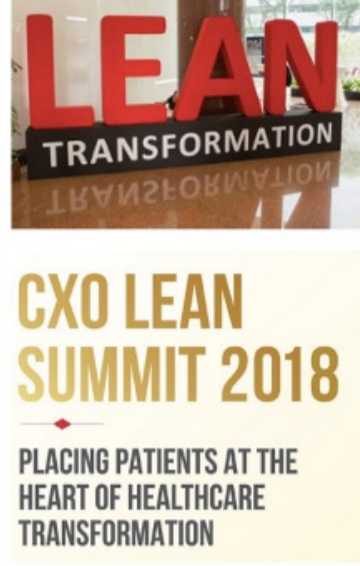 LEAN
TRANSFORMATION
CXO LEAN
SUMMIT 2018
PLACING PATIENTS AT THE
HEART OF HEALTHCARE
TRANSFORMATION